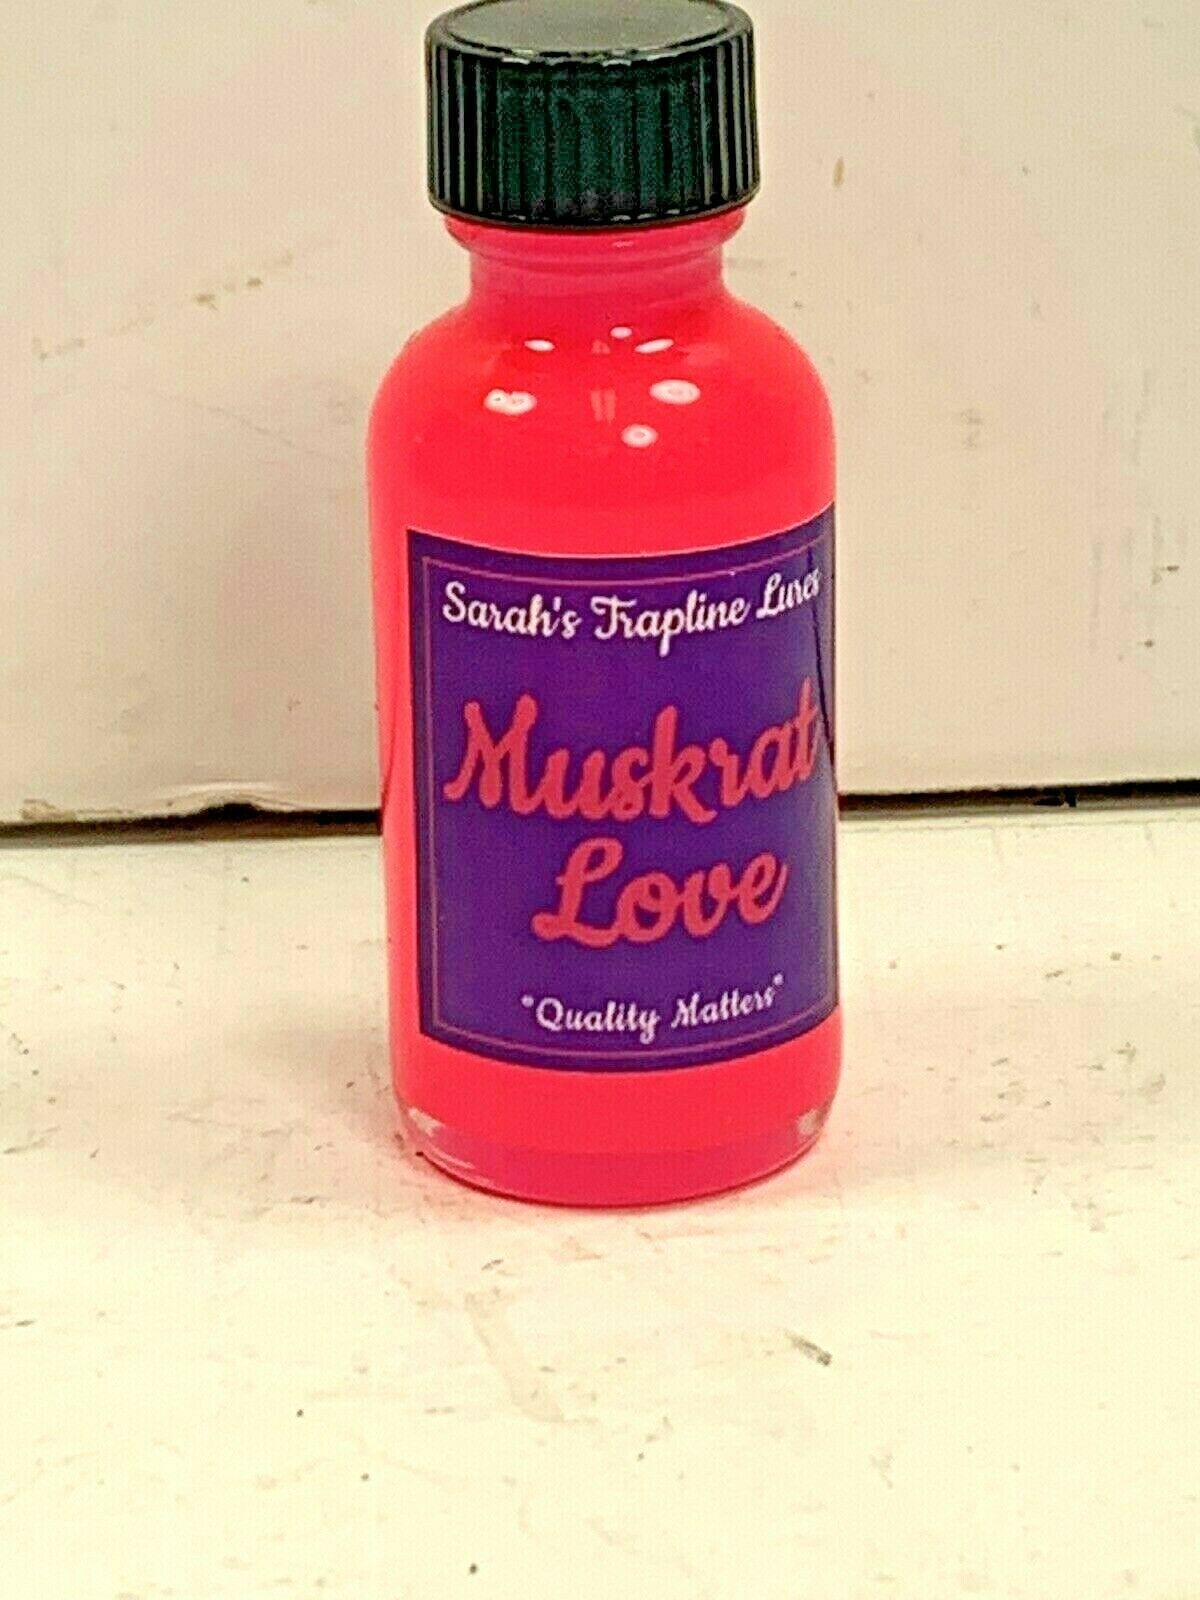 Sarah's Trapline Lures
Muskrat
Love
"Quality Matters"